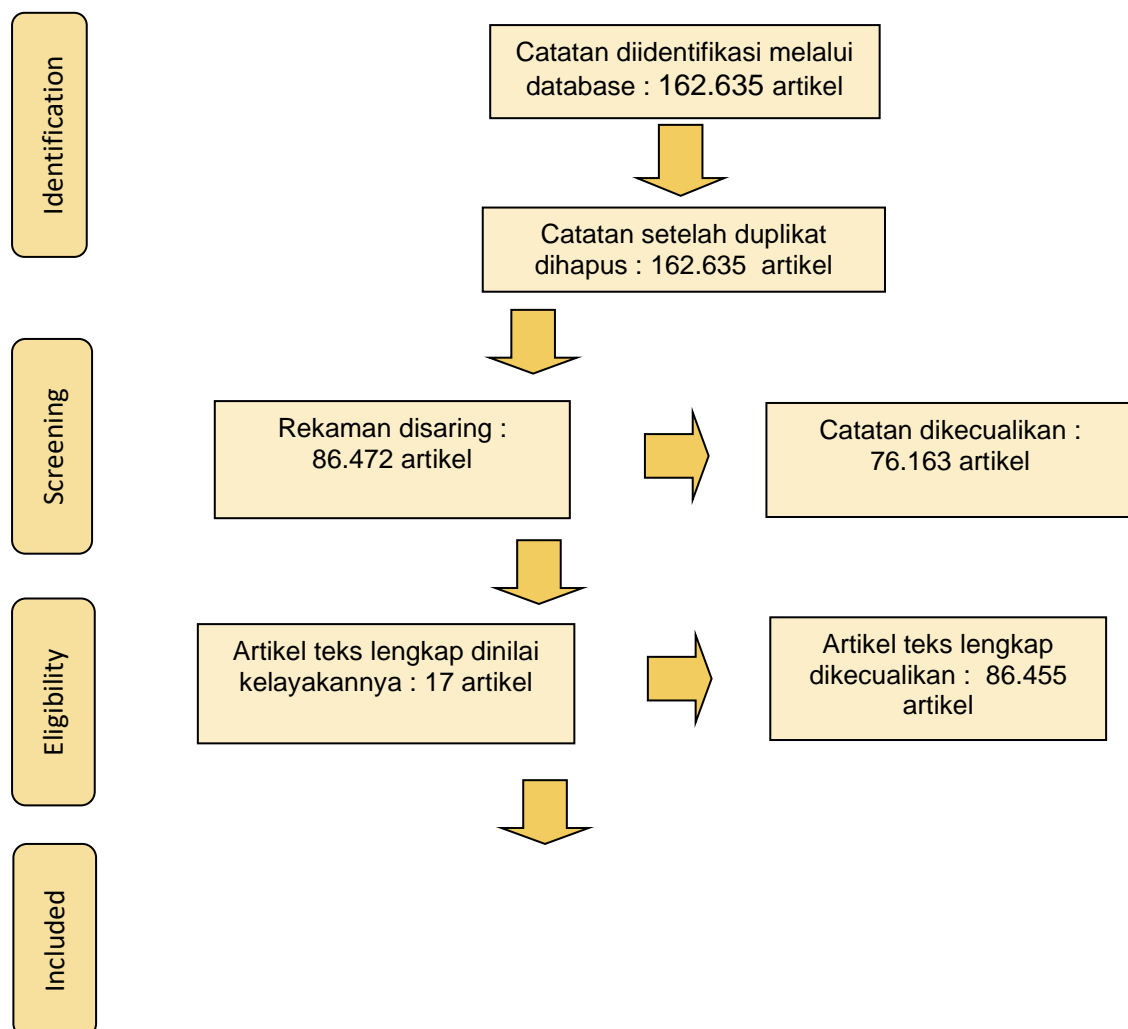 Identification
Catatan diidentifikasi melalui
database : 162.635 artikel
Catatan setelah duplikat
dihapus : 162.635 artikel
Screening
Rekaman disaring :
86.472 artikel
Catatan dikecualikan :
76.163 artikel
Eligibility
Artikel teks lengkap dinilai
kelayakannya : 17 artikel
Artikel teks lengkap
dikecualikan : 86.455
artikel
Included